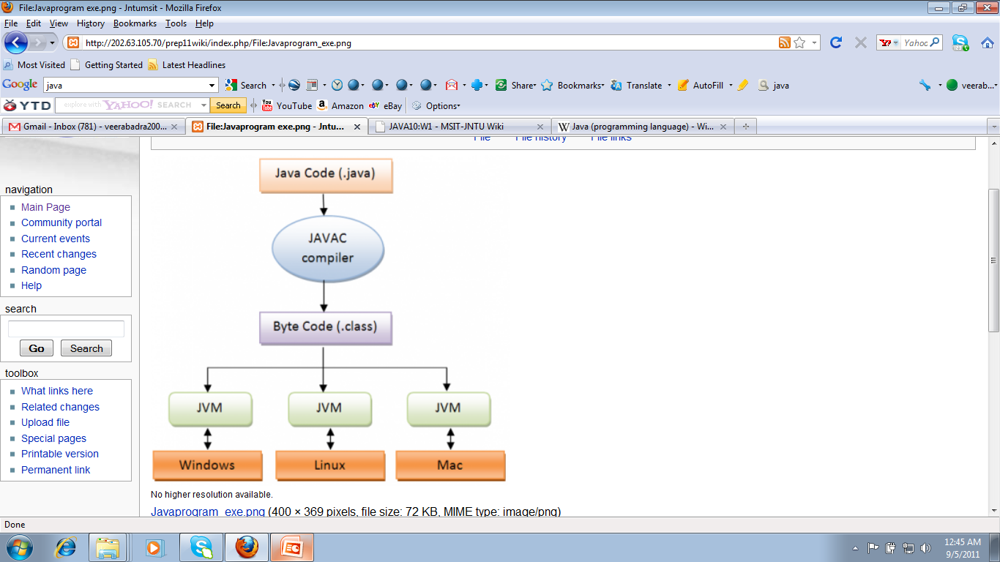 File:Javaprogram exe.png - Jntumsit - Mozilla Firefox
File Edit View History Bookmarks Tools Help
http://202.63.105.70/prep11wiki/index.php/File:Javaprogram_exe.png
Yahoc
Most Visited Getting Started Latest Headlines
Google java Search Share Bookmarks Translate AutoFill java veerab...
YTD explore with YAHOO! SEARCH Search YouTube Amazon eBay Options
Gmail - Inbox (781) - veerabadra200... File:Javaprogram exe.png - Jntu... JAVA10:W1 - MSIT-JNTU Wiki Java (programming language) - Wi...
File File history File links
navigation
Main Page
Community portal
Current events
Recent changes
Random page
Help
search
Go Search
toolbox
What links here
Related changes
Upload file
Special pages
Printable version
Permanent link
Java Code (.java)
JAVAC
compiler
Byte Code (.class)
JVM JVM JVM
Windows Linux Mac
No higher resolution available.
Javaprogram_exe.png (400 × 369 pixels, file size: 72 KB, MIME type: image/png)
Done
12:45 AM
9/5/2011